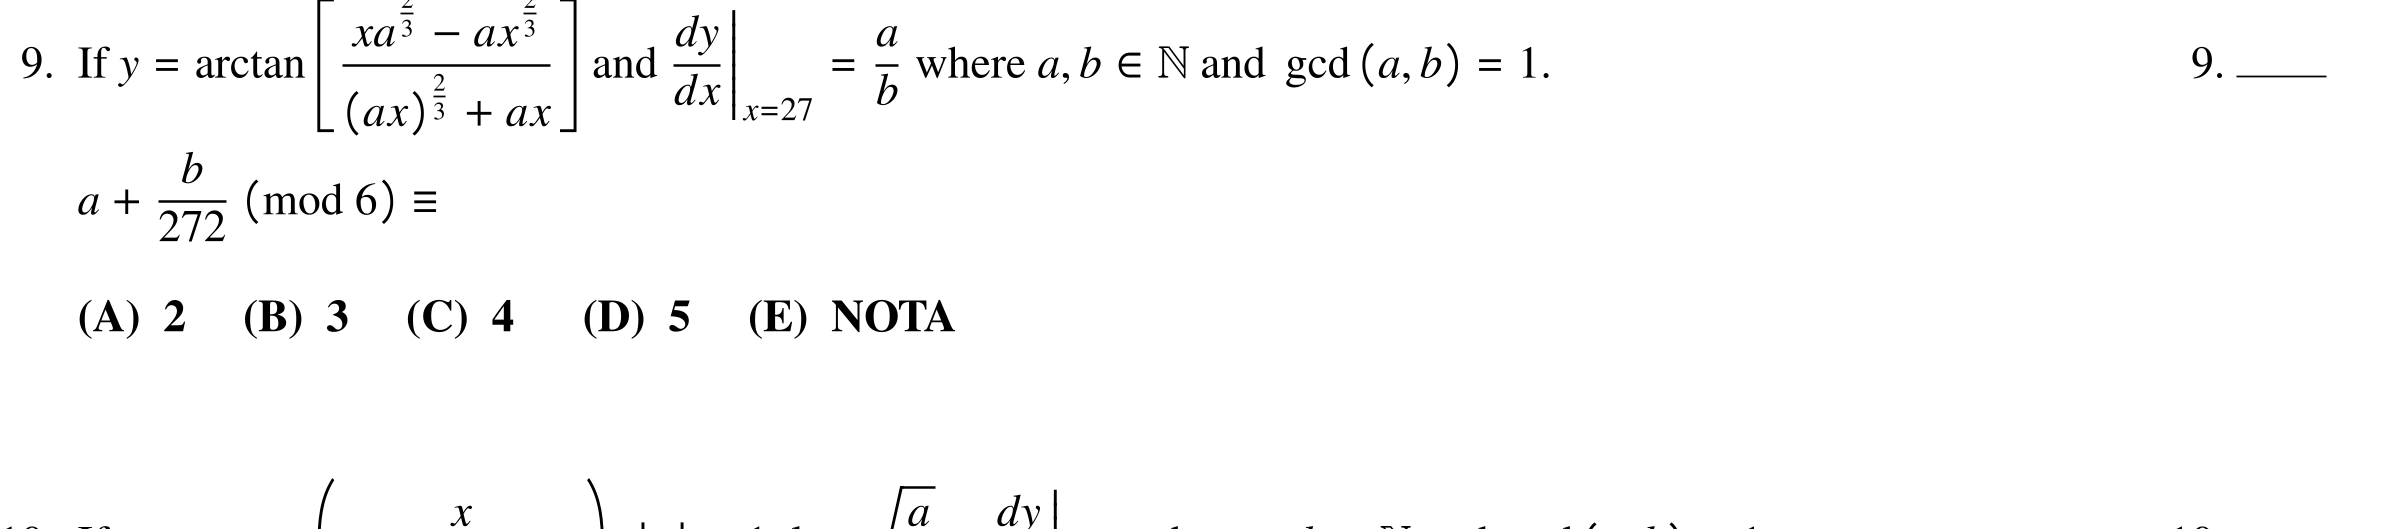 9. If y = arctan[(xa^(2/3) − ax^(2/3)) / ((ax)^(2/3) + ax)] and dy/dx|_{x=27} = a/b where a, b ∈ ℕ and gcd(a, b) = 1. 9. ____
a + b/272 (mod 6) ≡
(A) 2 (B) 3 (C) 4 (D) 5 (E) NOTA
x √a dy